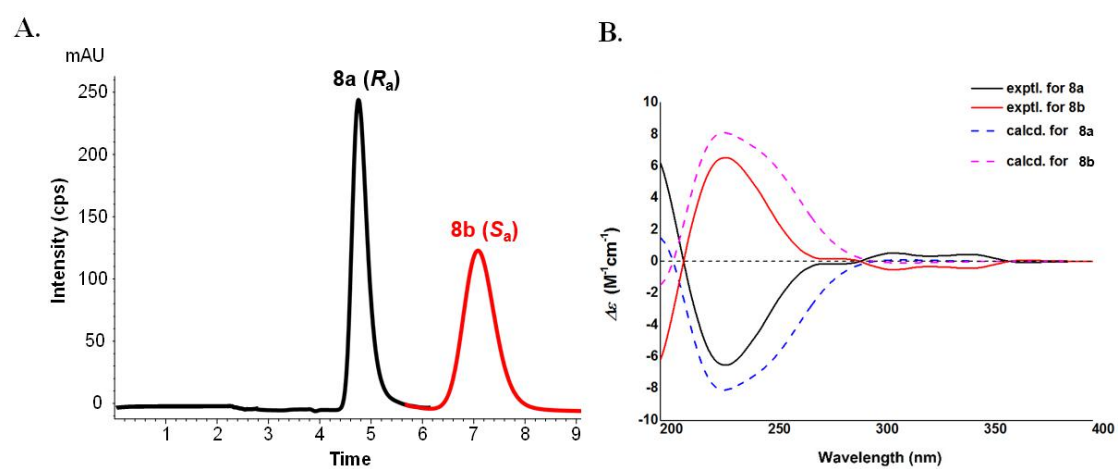 A.
mAU
250
200
150
100
50
0
Intensity (cps)
8a (Ra)
8b (Sa)
1 2 3 4 5 6 7 8 9
Time
B.
exptl. for 8a
exptl. for 8b
calcd. for 8a
calcd. for 8b
10
8
6
4
2
0
-2
-4
-6
-8
-10
Δε (M-1cm-1)
200 250 300 350 400
Wavelength (nm)